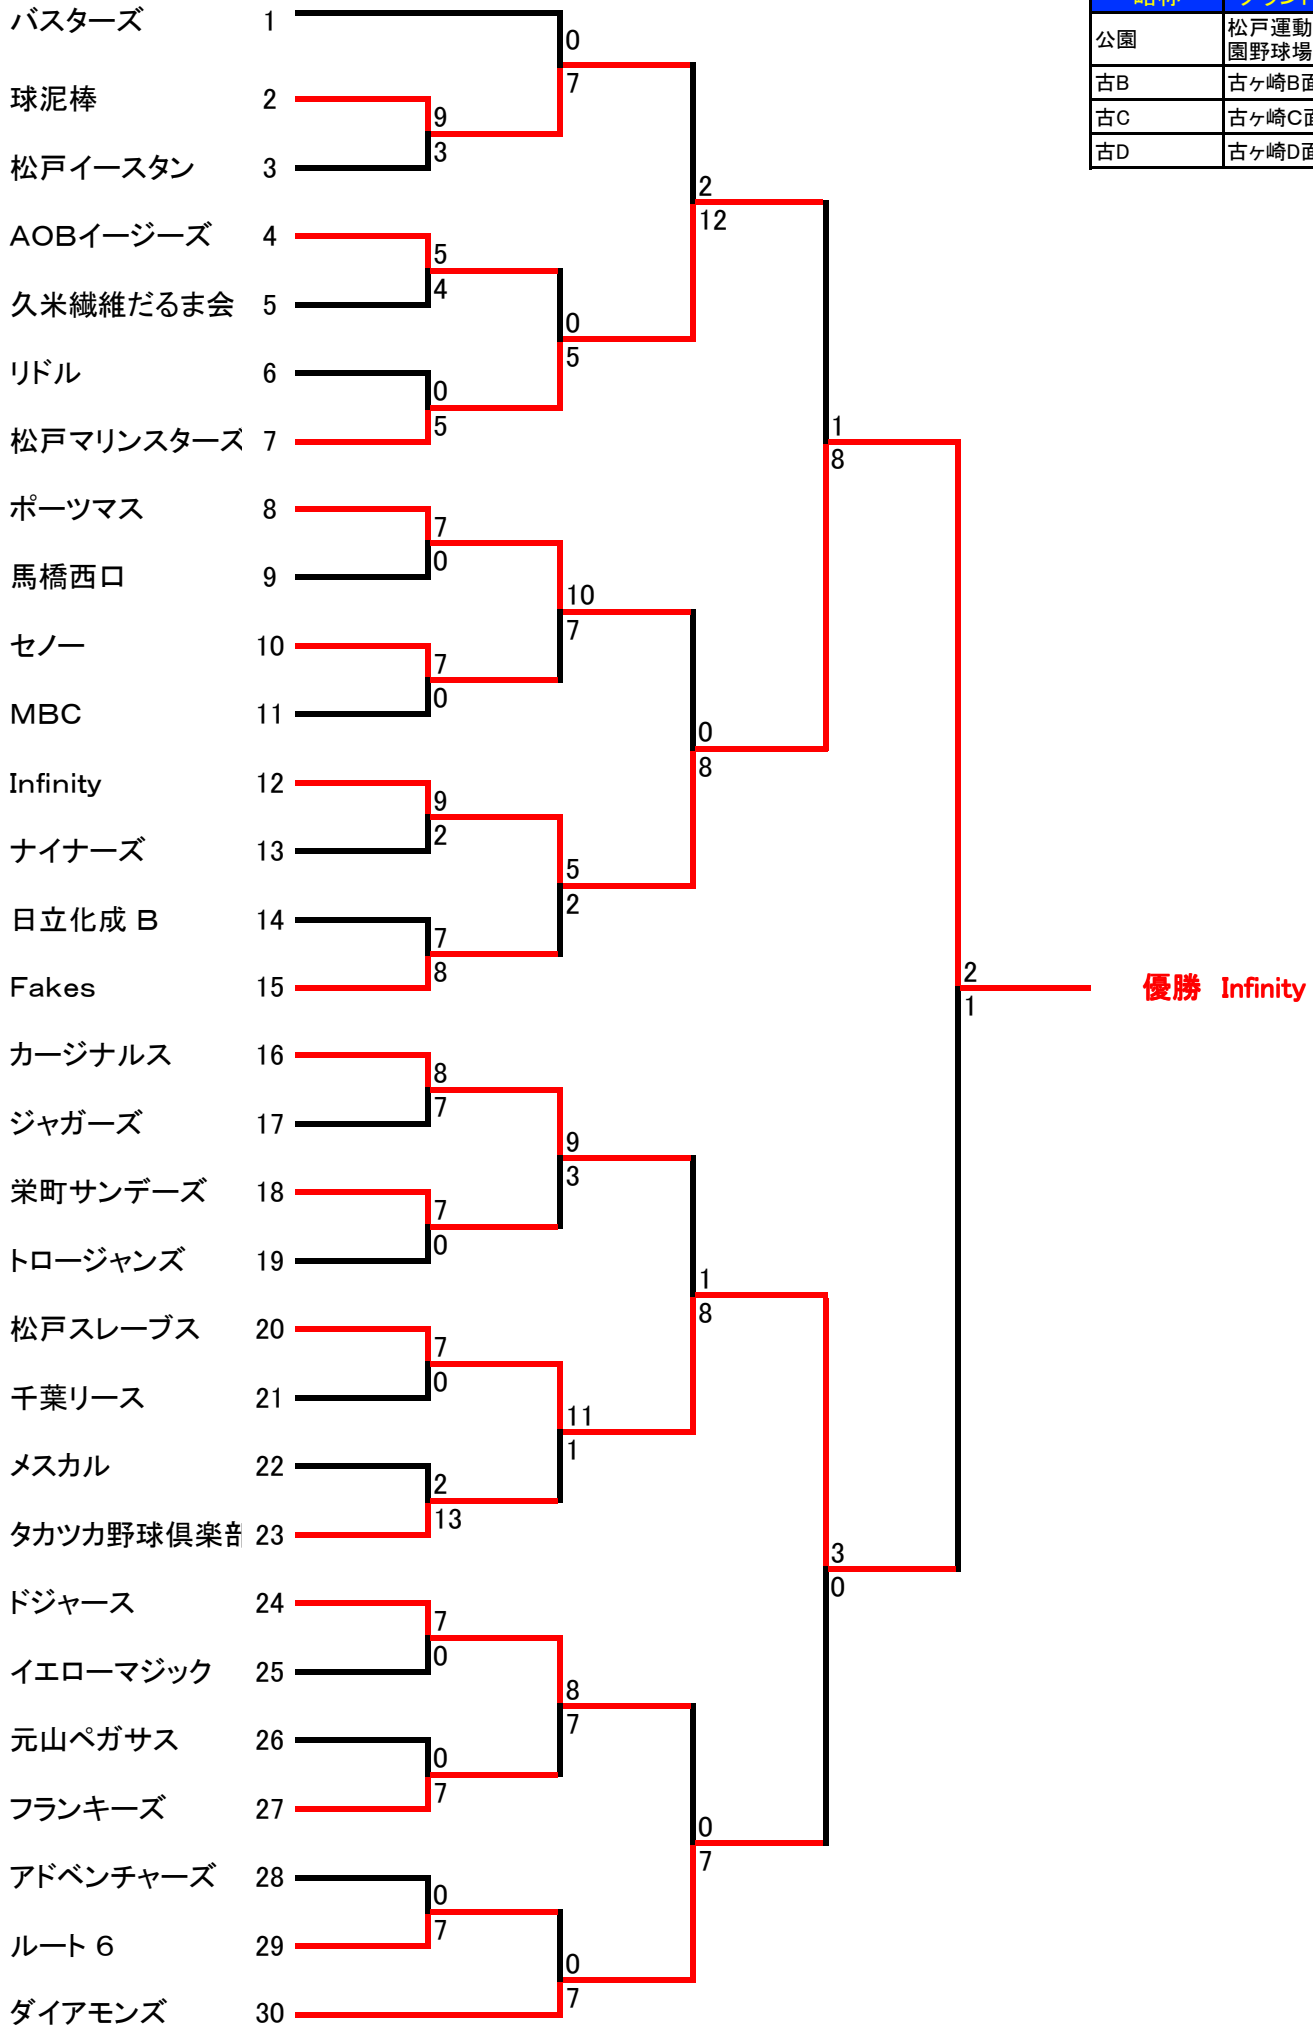 バスターズ 1
0
7
球泥棒 2
9
3
松戸イースタン 3
2
12
AOBイージーズ 4
5
4
久米繊維だるま会 5
0
5
リドル 6
0
5
松戸マリンスターズ 7
1
8
ポーツマス 8
7
0
馬橋西口 9
10
7
セノー 10
7
0
MBC 11
0
8
Infinity 12
9
2
ナイナーズ 13
5
2
日立化成 B 14
7
8
Fakes 15
2
1
優勝 Infinity
カージナルス 16
8
7
ジャガーズ 17
9
3
栄町サンデーズ 18
7
0
トロージャンズ 19
1
8
松戸スレーブス 20
7
0
千葉リース 21
11
1
メスカル 22
2
13
タカツカ野球倶楽部 23
3
0
ドジャース 24
7
0
イエローマジック 25
8
7
元山ペガサス 26
0
7
フランキーズ 27
0
7
アドベンチャーズ 28
0
7
ルート 6 29
0
7
ダイアモンズ 30
公園 松戸運動
園野球場
古B 古ヶ崎B面
古C 古ヶ崎C面
古D 古ヶ崎D面